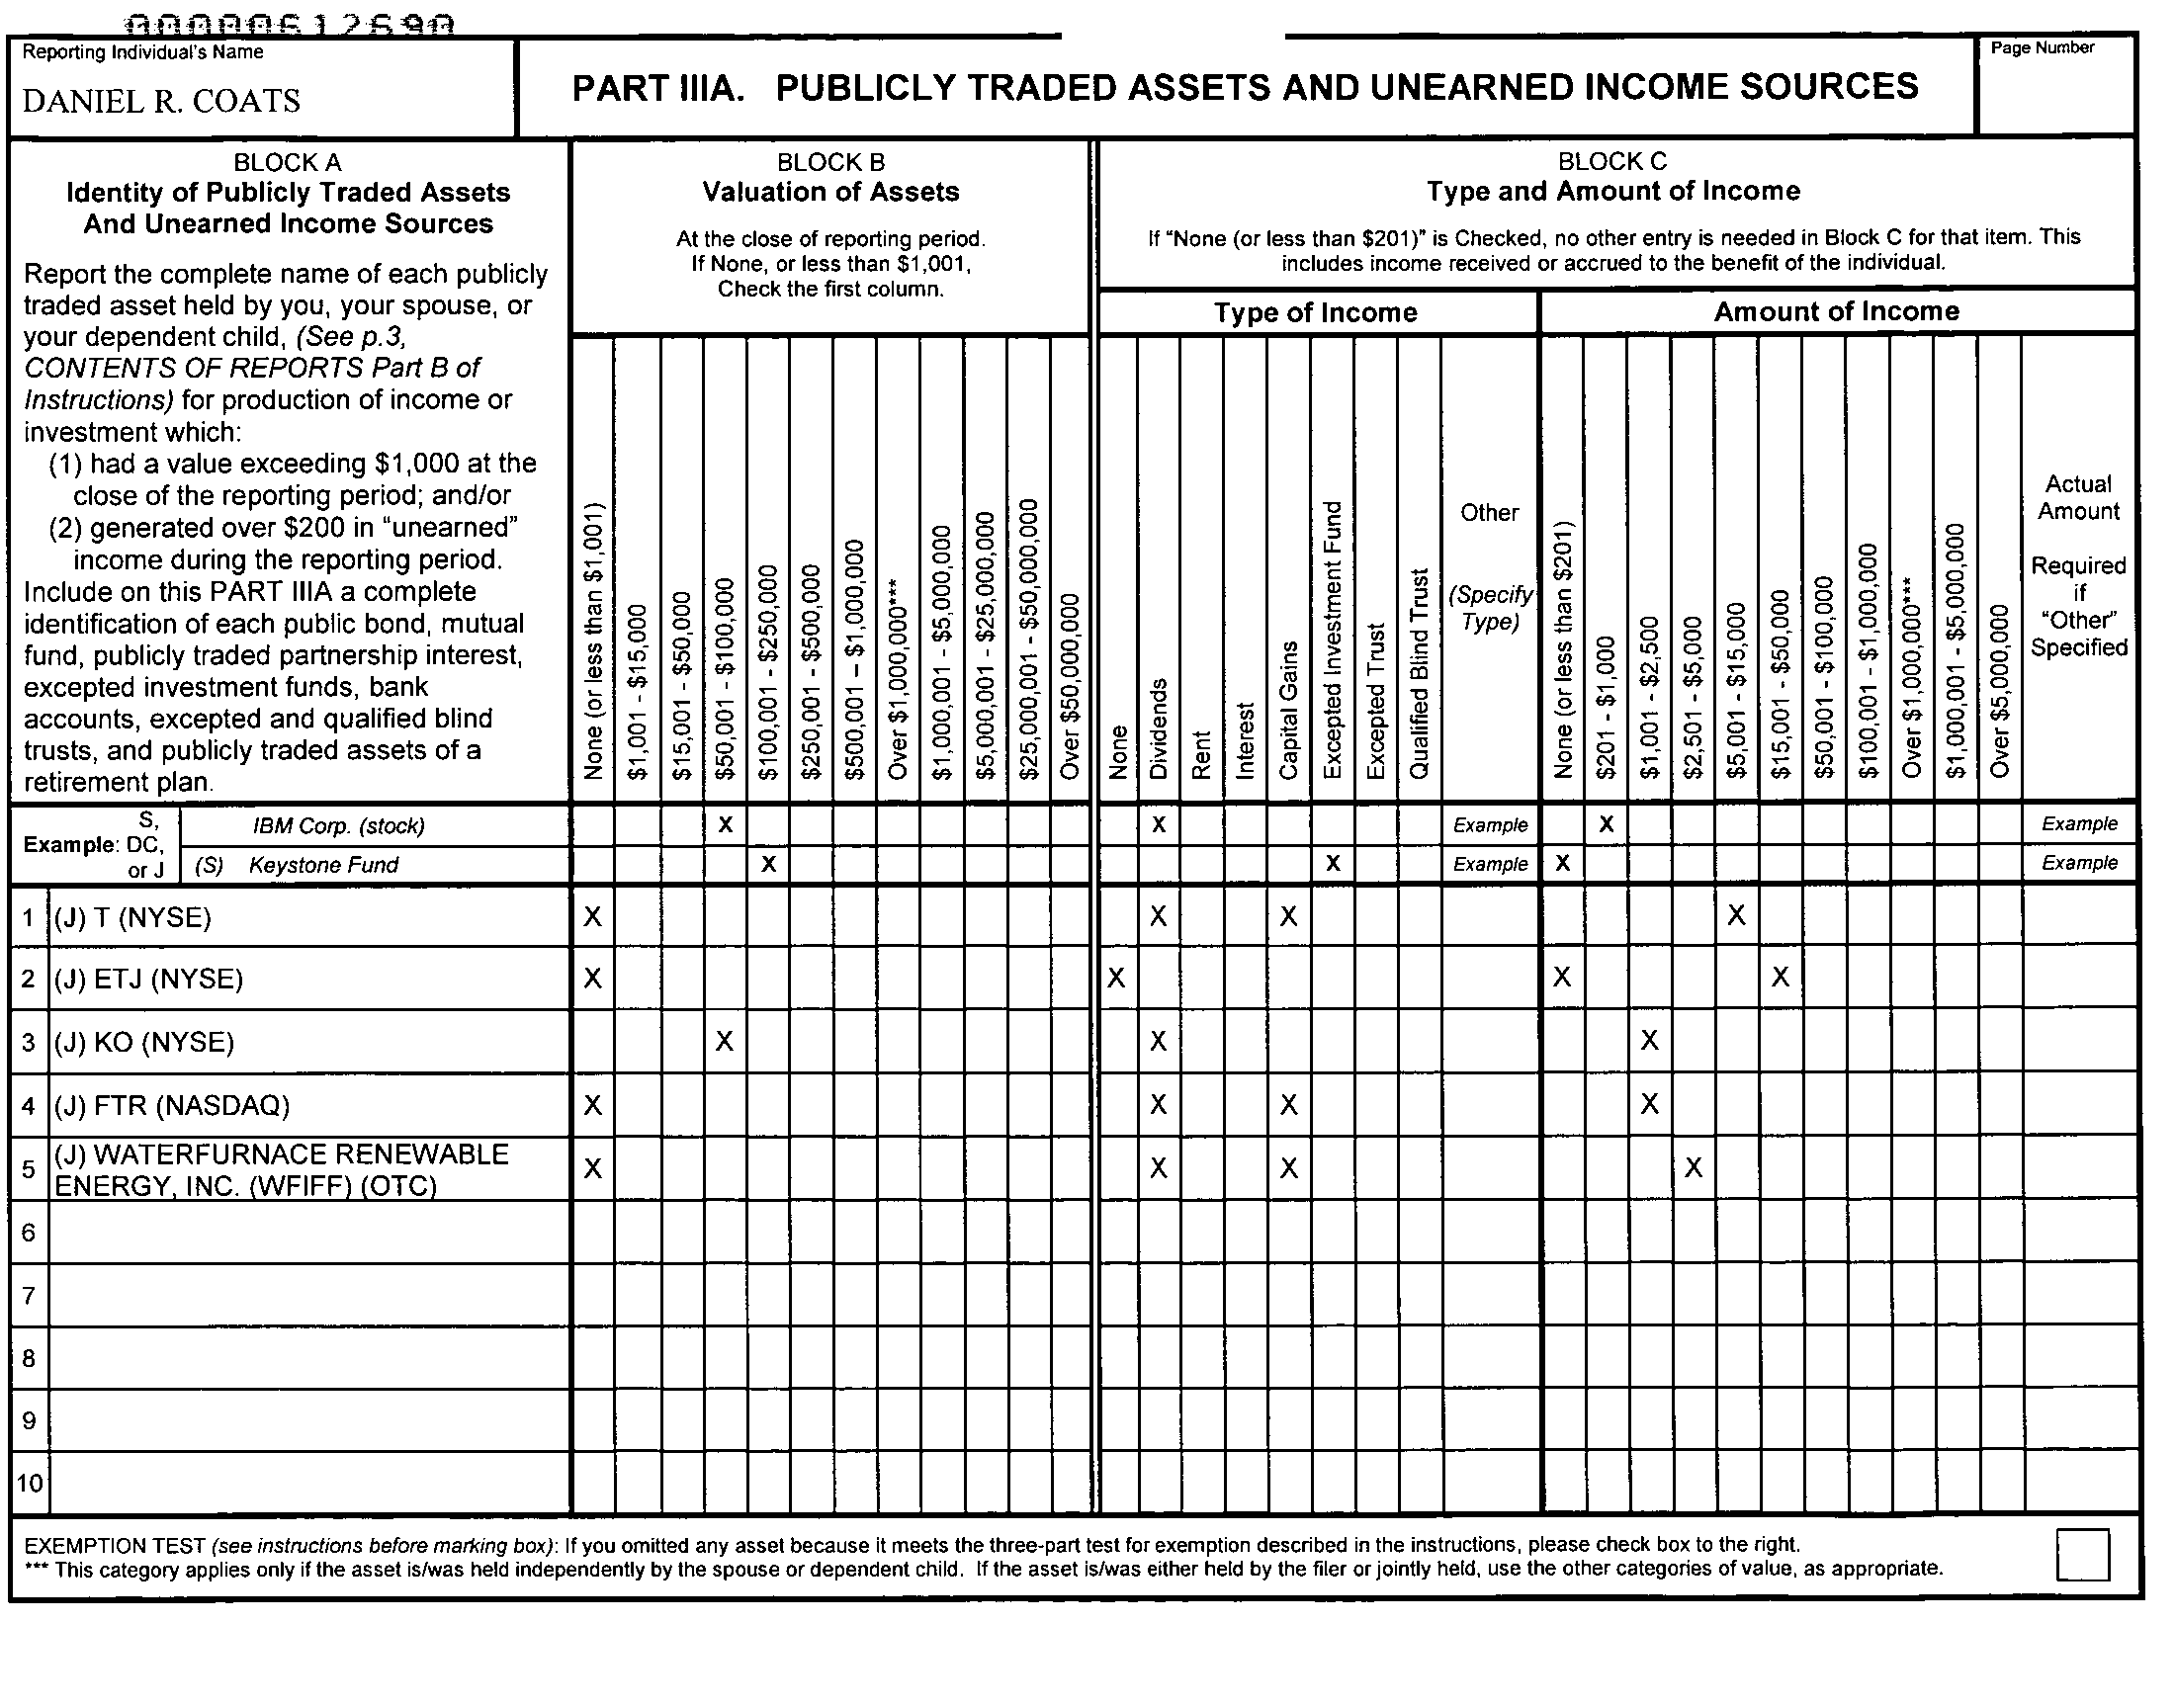 000000612690
Reporting Individual's Name
DANIEL R. COATS
PART IIIA. PUBLICLY TRADED ASSETS AND UNEARNED INCOME SOURCES
Page Number
BLOCK A
Identity of Publicly Traded Assets
And Unearned Income Sources
Report the complete name of each publicly
traded asset held by you, your spouse, or
your dependent child, (See p.3,
CONTENTS OF REPORTS Part B of
Instructions) for production of income or
investment which:
(1) had a value exceeding $1,000 at the
close of the reporting period; and/or
(2) generated over $200 in "unearned"
income during the reporting period.
Include on this PART IIIA a complete
identification of each public bond, mutual
fund, publicly traded partnership interest,
excepted investment funds, bank
accounts, excepted and qualified blind
trusts, and publicly traded assets of a
retirement plan.
BLOCK B
Valuation of Assets
At the close of reporting period.
If None, or less than $1,001,
Check the first column.
None (or less than $1,001)
$1,001 - $15,000
$15,001 - $50,000
$50,001 - $100,000
$100,001 - $250,000
$250,001 - $500,000
$500,001 - $1,000,000
Over $1,000,000***
$1,000,001 - $5,000,000
$5,000,001 - $25,000,000
$25,000,001 - $50,000,000
Over $50,000,000
BLOCK C
Type and Amount of Income
If "None (or less than $201)" is Checked, no other entry is needed in Block C for that item. This
includes income received or accrued to the benefit of the individual.
Type of Income
None
Dividends
Rent
Interest
Capital Gains
Excepted Investment Fund
Excepted Trust
Qualified Blind Trust
Other
(Specify
Type)
Amount of Income
None (or less than $201)
$201 - $1,000
$1,001 - $2,500
$2,501 - $5,000
$5,001 - $15,000
$15,001 - $50,000
$50,001 - $100,000
$100,001 - $1,000,000
Over $1,000,000***
$1,000,001 - $5,000,000
Over $5,000,000
Actual
Amount
Required
if
"Other"
Specified
Example: S,
DC,
or J
IBM Corp. (stock) X X Example X Example
(S) Keystone Fund X X Example X Example
1 (J) T (NYSE) X X X X
2 (J) ETJ (NYSE) X X X X
3 (J) KO (NYSE) X X X
4 (J) FTR (NASDAQ) X X X X
5 (J) WATERFURNACE RENEWABLE
ENERGY, INC. (WFIFF) (OTC) X X X X
6
7
8
9
10
EXEMPTION TEST (see instructions before marking box): If you omitted any asset because it meets the three-part test for exemption described in the instructions, please check box to the right.
*** This category applies only if the asset is/was held independently by the spouse or dependent child. If the asset is/was either held by the filer or jointly held, use the other categories of value, as appropriate.